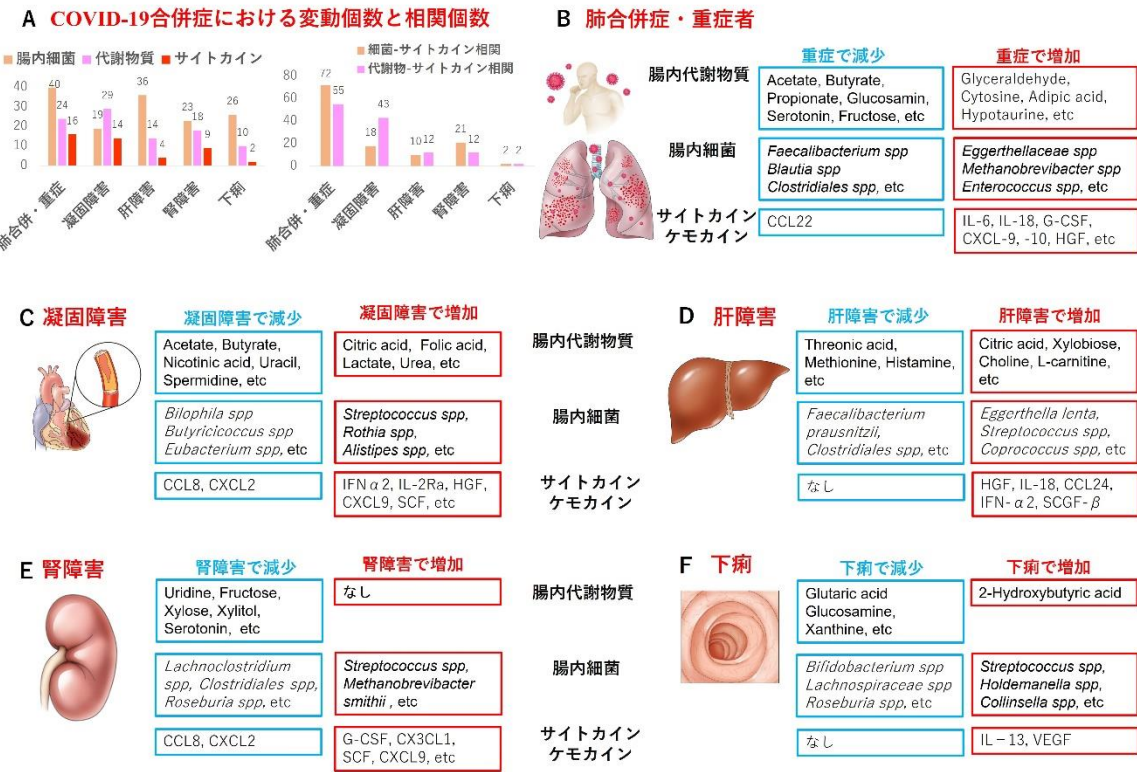 A COVID-19合併症における変動個数と相関個数
腸内細菌 代謝物質 サイトカイン
40
30
20
10
0
40
24
16
19
29
14
36
14
4
23
18
9
26
10
2
肺合併・重症
凝固障害
肝障害
腎障害
下痢
細菌-サイトカイン相関
代謝物-サイトカイン相関
80
60
40
20
0
72
55
18
43
10
12
21
12
2
2
肺合併・重症
凝固障害
肝障害
腎障害
下痢
B 肺合併症・重症者
重症で減少
重症で増加
腸内代謝物質
Acetate, Butyrate,
Propionate, Glucosamin,
Serotonin, Fructose, etc
Glyceraldehyde,
Cytosine, Adipic acid,
Hypotaurine, etc
腸内細菌
Faecalibacterium spp
Blautia spp
Clostridiales spp, etc
Eggerthellaceae spp
Methanobrevibacter spp
Enterococcus spp, etc
サイトカイン
ケモカイン
CCL22
IL-6, IL-18, G-CSF,
CXCL-9, -10, HGF, etc
C 凝固障害
凝固障害で減少
凝固障害で増加
Acetate, Butyrate,
Nicotinic acid, Uracil,
Spermidine, etc
Citric acid, Folic acid,
Lactate, Urea, etc
腸内代謝物質
Bilophila spp
Butyricicoccus spp
Eubacterium spp, etc
Streptococcus spp,
Rothia spp,
Alistipes spp, etc
腸内細菌
CCL8, CXCL2
IFNα2, IL-2Ra, HGF,
CXCL9, SCF, etc
サイトカイン
ケモカイン
D 肝障害
肝障害で減少
肝障害で増加
Threonic acid,
Methionine, Histamine,
etc
Citric acid, Xylobiose,
Choline, L-carnitine,
etc
Faecalibacterium
prausnitzii,
Clostridiales spp, etc
Eggerthella lenta,
Streptococcus spp,
Coprococcus spp, etc
なし
HGF, IL-18, CCL24,
IFN-α2, SCGF-β
E 腎障害
腎障害で減少
腎障害で増加
Uridine, Fructose,
Xylose, Xylitol,
Serotonin, etc
なし
腸内代謝物質
Lachnoclostridium
spp, Clostridiales spp,
Roseburia spp, etc
Streptococcus spp,
Methanobrevibacter
smithii , etc
腸内細菌
CCL8, CXCL2
G-CSF, CX3CL1,
SCF, CXCL9, etc
サイトカイン
ケモカイン
F 下痢
下痢で減少
下痢で増加
Glutaric acid
Glucosamine,
Xanthine, etc
2-Hydroxybutyric acid
Bifidobacterium spp
Lachnospiraceae spp
Roseburia spp, etc
Streptococcus spp,
Holdemanella spp,
Collinsella spp, etc
なし
IL－13, VEGF